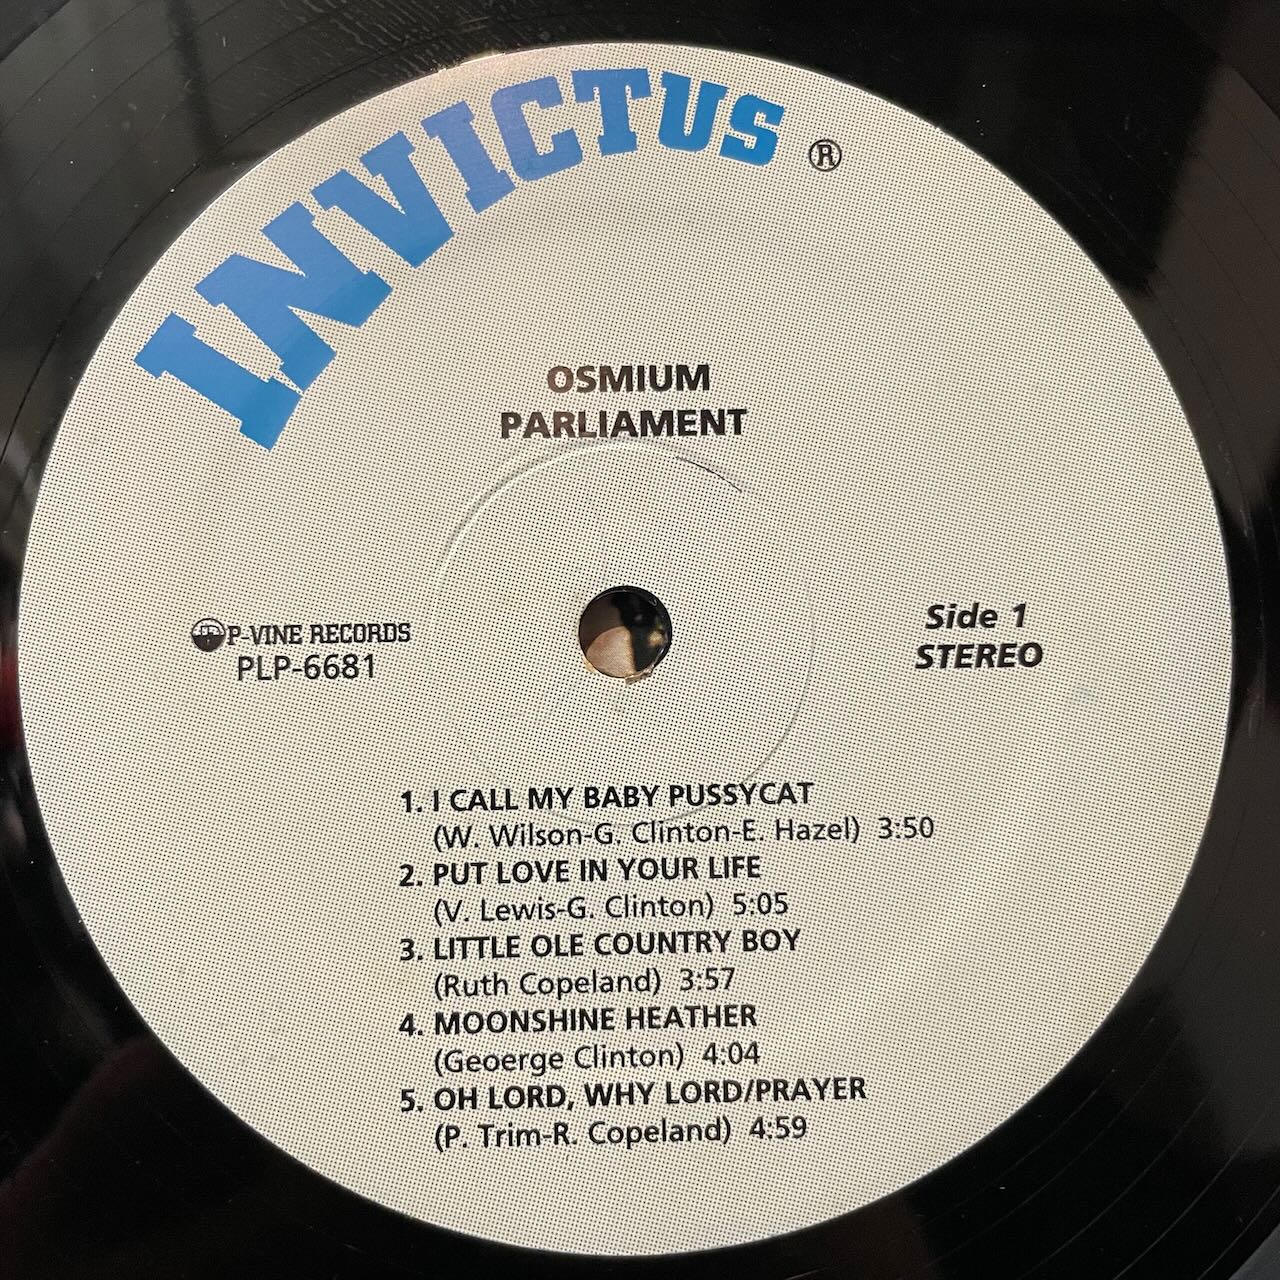 INVICTUS ®
OSMIUM
PARLIAMENT
P-VINE RECORDS
PLP-6681
Side 1
STEREO
1. I CALL MY BABY PUSSYCAT
(W. Wilson-G. Clinton-E. Hazel) 3:50
2. PUT LOVE IN YOUR LIFE
(V. Lewis-G. Clinton) 5:05
3. LITTLE OLE COUNTRY BOY
(Ruth Copeland) 3:57
4. MOONSHINE HEATHER
(Geoerge Clinton) 4:04
5. OH LORD, WHY LORD/PRAYER
(P. Trim-R. Copeland) 4:59